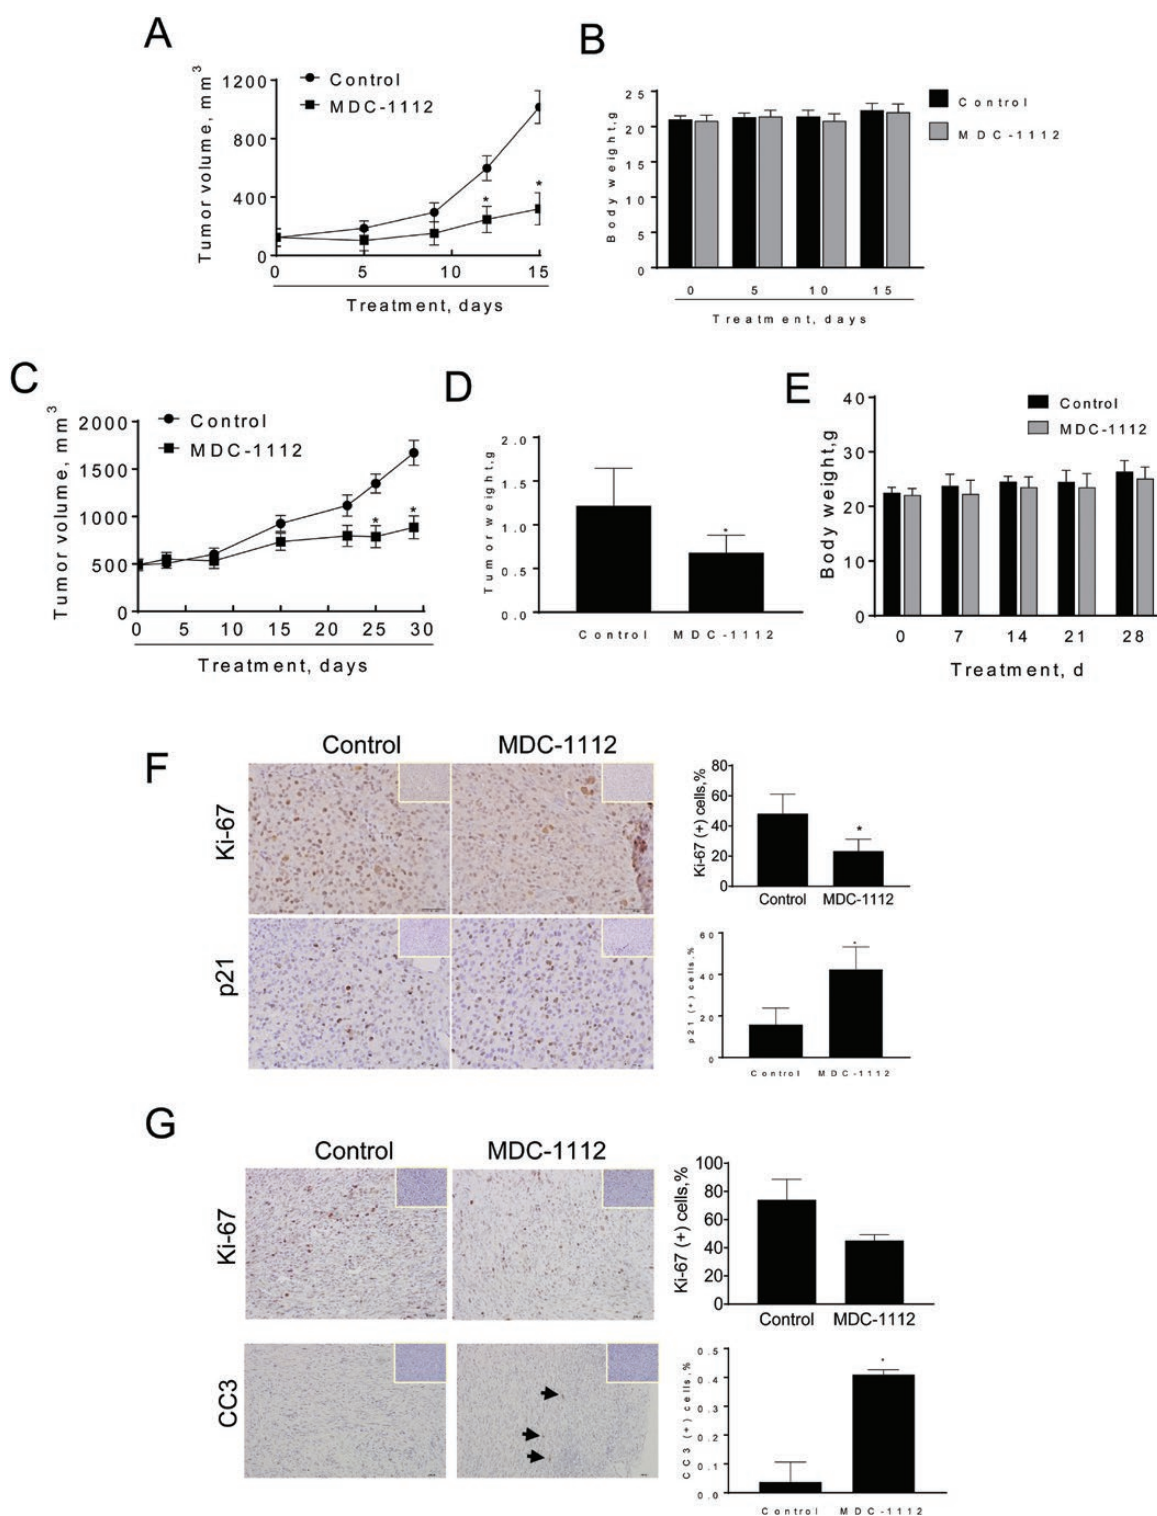 A
Tumor volume, mm3
1200
800
400
0
0 5 10 15
Treatment, days
Control
MDC-1112
*
*
B
Body weight,g
25
20
15
10
5
0
0 5 10 15
Treatment, days
Control
MDC-1112
C
Tumor volume, mm3
2000
1500
1000
500
0
0 5 10 15 20 25 30
Treatment, days
Control
MDC-1112
*
*
D
Tumor weight,g
2.0
1.5
1.0
0.5
0.0
*
Control MDC-1112
E
Body weight,g
40
30
20
10
0
0 7 14 21 28
Treatment, d
Control
MDC-1112
F
Control MDC-1112
Ki-67
p21
Ki-67 (+) cells,%
80
60
40
20
0
*
Control MDC-1112
p21 (+) cells,%
60
40
20
0
*
Control MDC-1112
G
Control MDC-1112
Ki-67
CC3
Ki-67 (+) cells,%
100
80
60
40
20
0
Control MDC-1112
CC3 (+) cells,%
0.5
0.4
0.3
0.2
0.1
0.0
*
Control MDC-1112